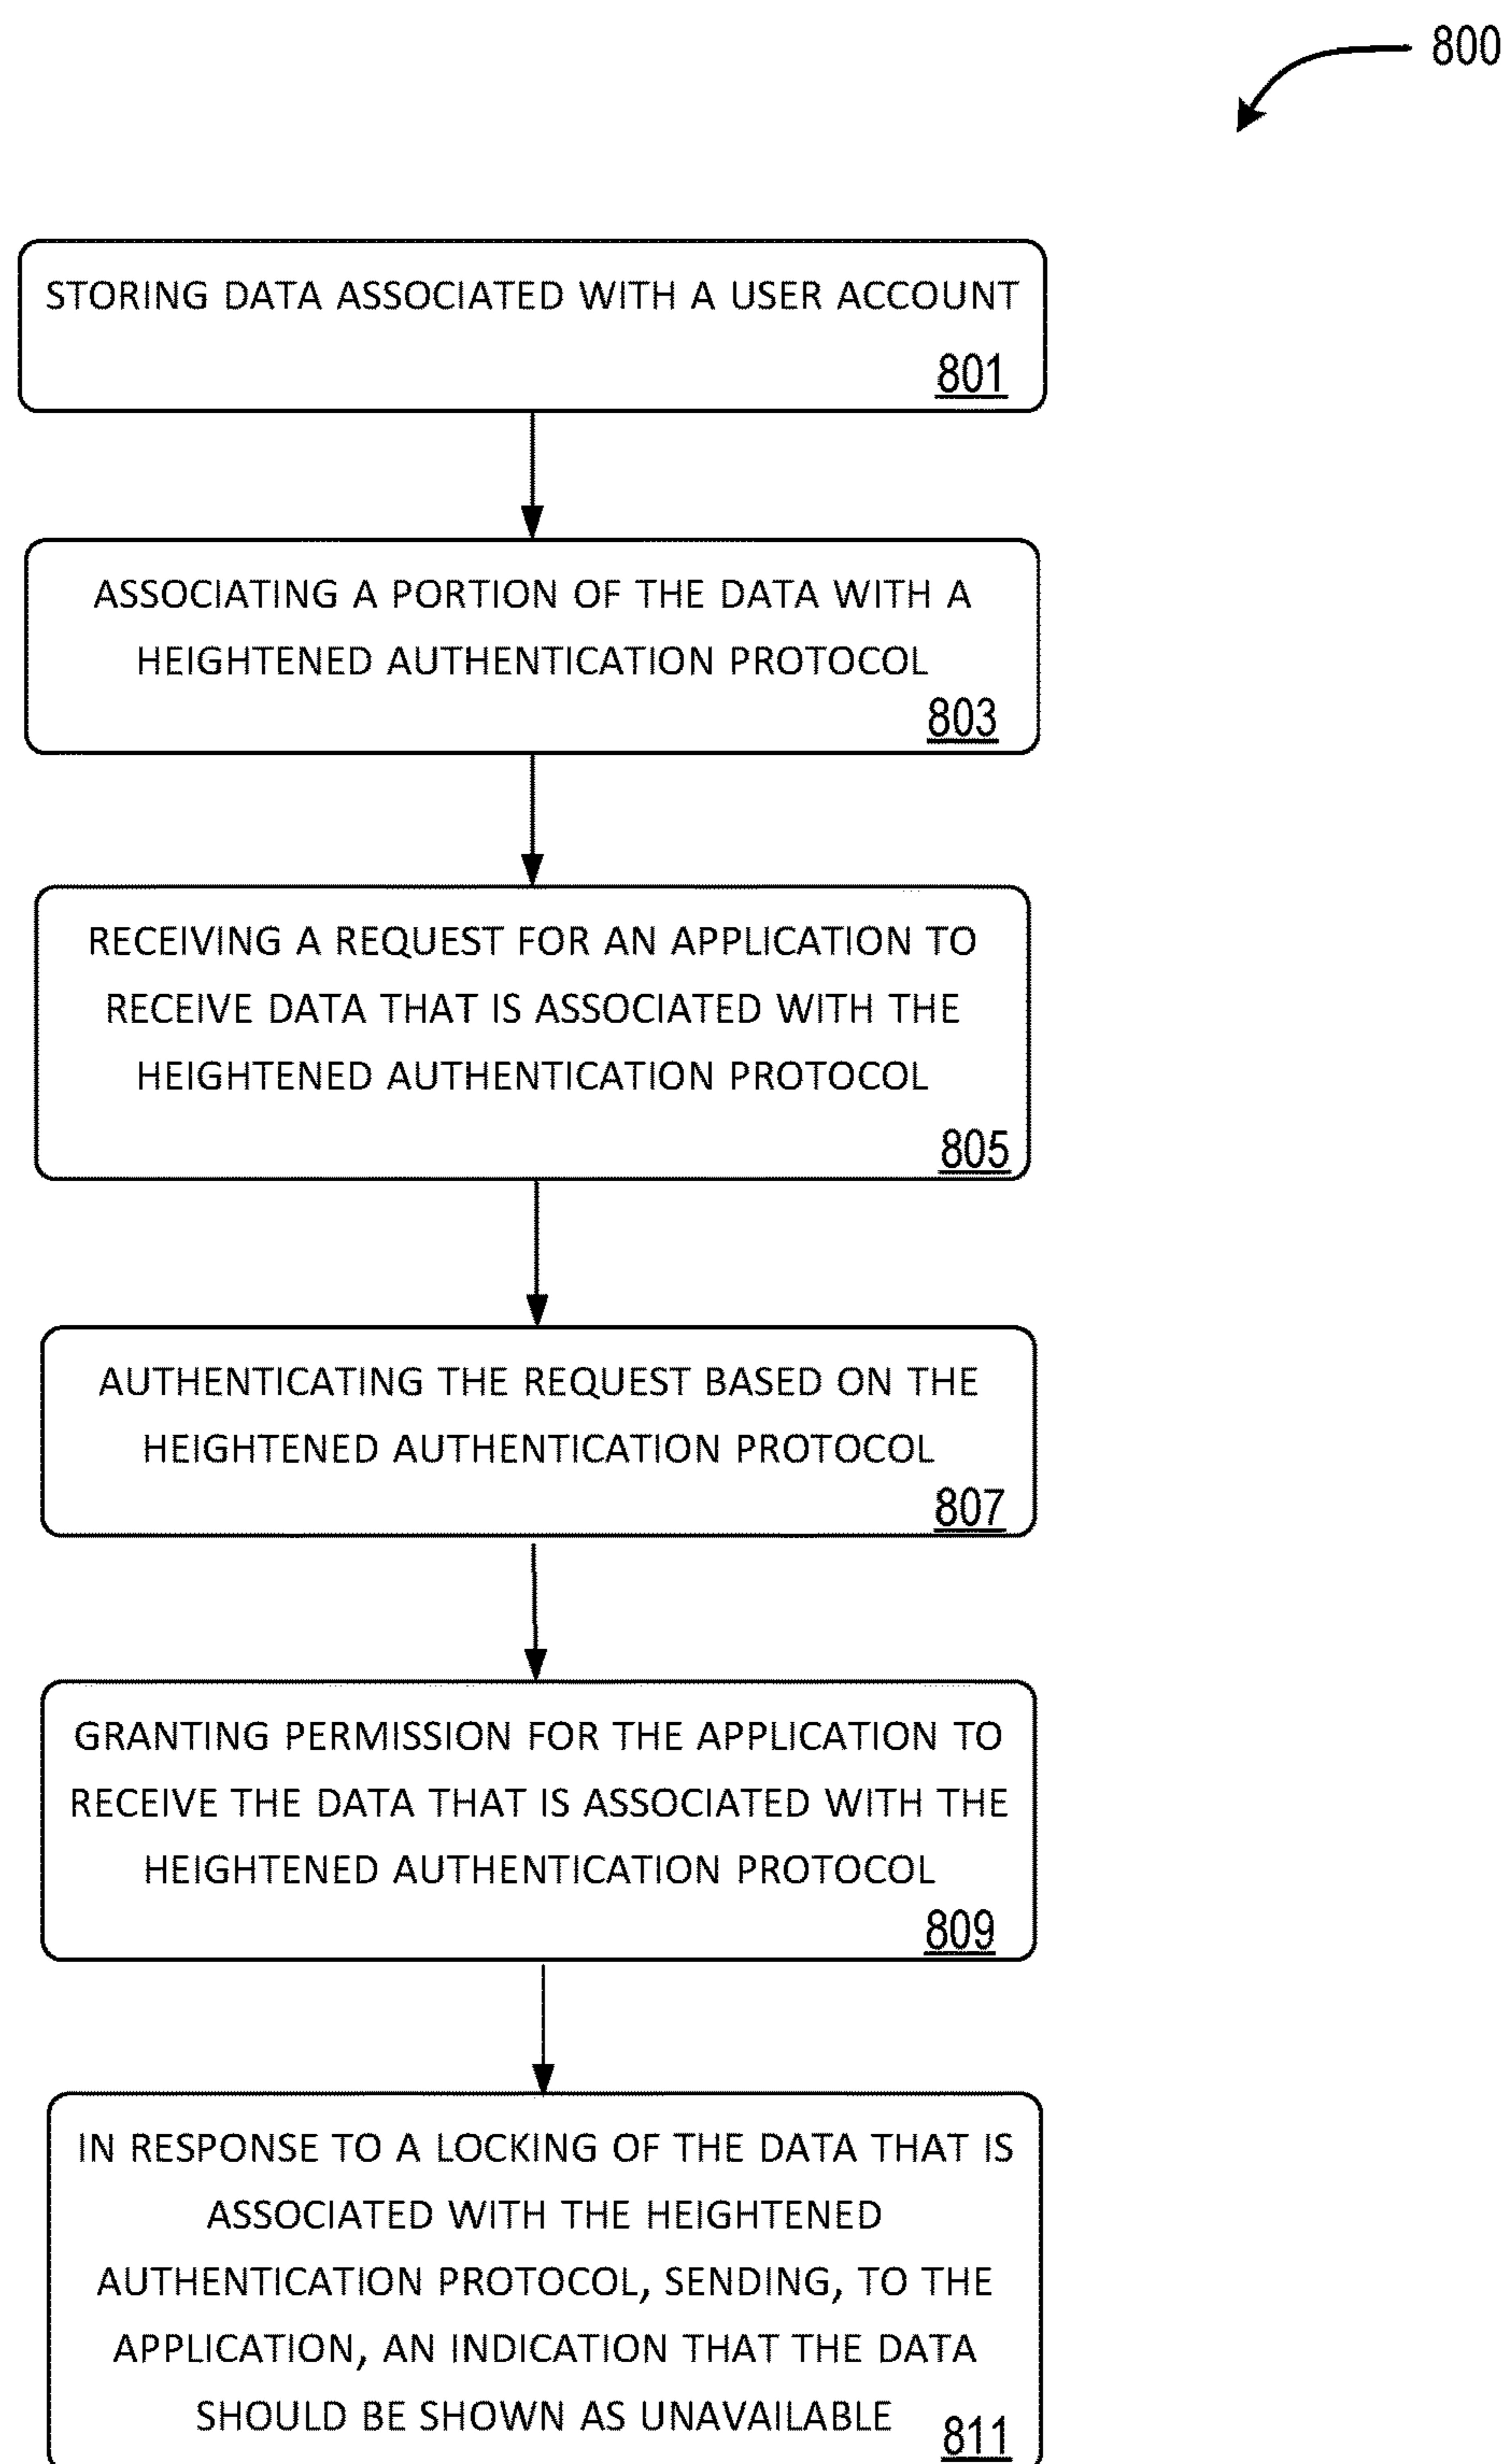 800
STORING DATA ASSOCIATED WITH A USER ACCOUNT
801
ASSOCIATING A PORTION OF THE DATA WITH A
HEIGHTENED AUTHENTICATION PROTOCOL
803
RECEIVING A REQUEST FOR AN APPLICATION TO
RECEIVE DATA THAT IS ASSOCIATED WITH THE
HEIGHTENED AUTHENTICATION PROTOCOL
805
AUTHENTICATING THE REQUEST BASED ON THE
HEIGHTENED AUTHENTICATION PROTOCOL
807
GRANTING PERMISSION FOR THE APPLICATION TO
RECEIVE THE DATA THAT IS ASSOCIATED WITH THE
HEIGHTENED AUTHENTICATION PROTOCOL
809
IN RESPONSE TO A LOCKING OF THE DATA THAT IS
ASSOCIATED WITH THE HEIGHTENED
AUTHENTICATION PROTOCOL, SENDING, TO THE
APPLICATION, AN INDICATION THAT THE DATA
SHOULD BE SHOWN AS UNAVAILABLE
811